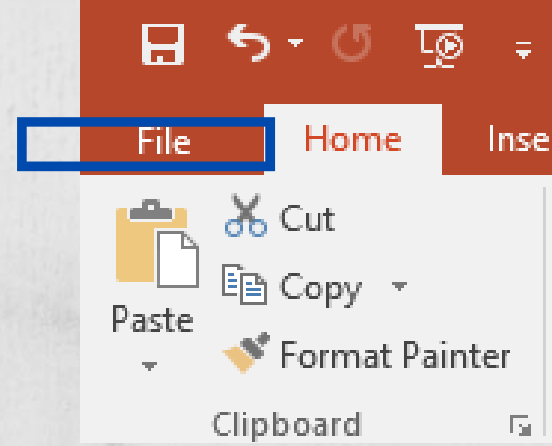 File Home Inse
Cut
Copy
Paste
Format Painter
Clipboard